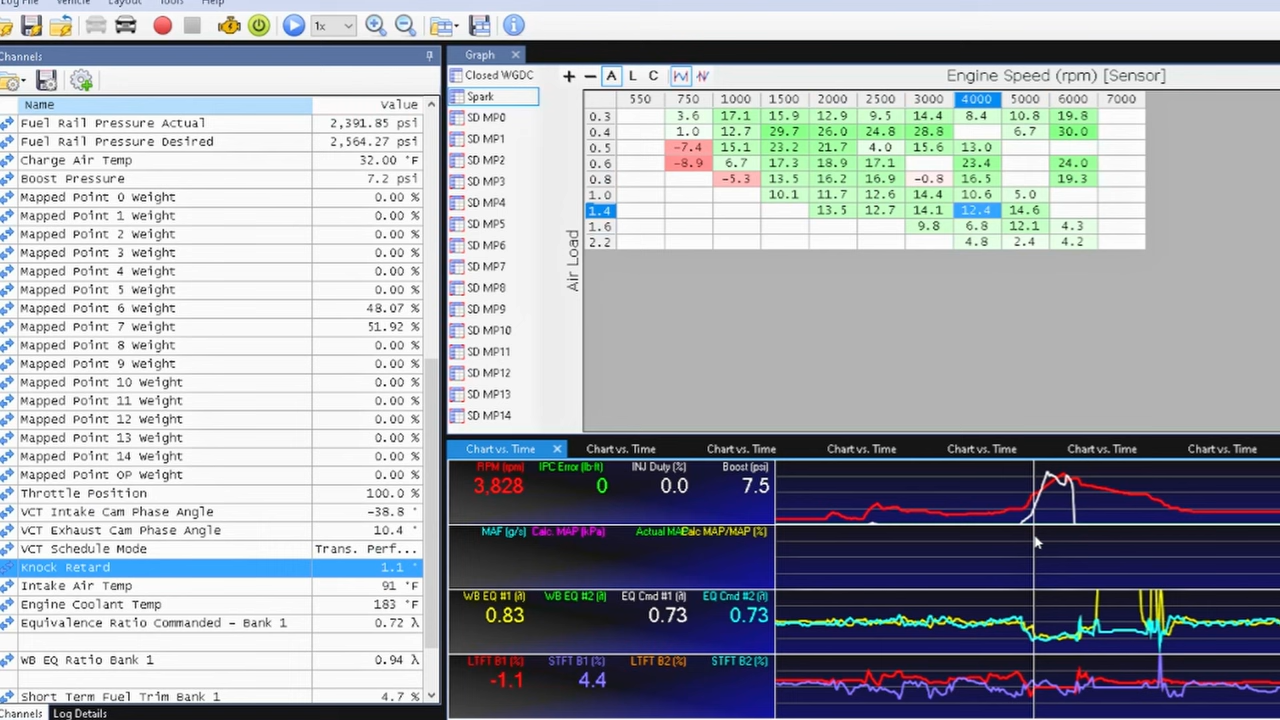 Log File Vehicle Layout Tools Help
1x
Channels
Name Value
Fuel Rail Pressure Actual 2,391.85 psi
Fuel Rail Pressure Desired 2,564.27 psi
Charge Air Temp 32.00 °F
Boost Pressure 7.2 psi
Mapped Point 0 Weight 0.00 %
Mapped Point 1 Weight 0.00 %
Mapped Point 2 Weight 0.00 %
Mapped Point 3 Weight 0.00 %
Mapped Point 4 Weight 0.00 %
Mapped Point 5 Weight 0.00 %
Mapped Point 6 Weight 48.07 %
Mapped Point 7 Weight 51.92 %
Mapped Point 8 Weight 0.00 %
Mapped Point 9 Weight 0.00 %
Mapped Point 10 Weight 0.00 %
Mapped Point 11 Weight 0.00 %
Mapped Point 12 Weight 0.00 %
Mapped Point 13 Weight 0.00 %
Mapped Point 14 Weight 0.00 %
Mapped Point OP Weight 0.00 %
Throttle Position 100.0 %
VCT Intake Cam Phase Angle -38.8 °
VCT Exhaust Cam Phase Angle 10.4 °
VCT Schedule Mode Trans. Perf...
Knock Retard 1.1 °
Intake Air Temp 91 °F
Engine Coolant Temp 183 °F
Equivalence Ratio Commanded - Bank 1 0.72 λ
WB EQ Ratio Bank 1 0.94 λ
Short Term Fuel Trim Bank 1 4.7 %
Channels Log Details
Graph
Closed WGDC
Spark
SD MP0
SD MP1
SD MP2
SD MP3
SD MP4
SD MP5
SD MP6
SD MP7
SD MP8
SD MP9
SD MP10
SD MP11
SD MP12
SD MP13
SD MP14
A L C
Engine Speed (rpm) [Sensor]
Air Load
550 750 1000 1500 2000 2500 3000 4000 5000 6000 7000
0.3 3.6 17.1 15.9 12.9 9.5 14.4 8.4 10.8 19.8
0.4 1.0 12.7 29.7 26.0 24.8 28.8 6.7 30.0
0.5 -7.4 15.1 23.2 21.7 4.0 15.6 13.0
0.6 -8.9 6.7 17.3 18.9 17.1 23.4 24.0
0.8 -5.3 13.5 16.2 16.9 -0.8 16.5 19.3
1.0 10.1 11.7 12.6 14.4 10.6 5.0
1.4 13.5 12.7 14.1 12.4 14.6
1.6 9.8 6.8 12.1 4.3
2.2 4.8 2.4 4.2
Chart vs. Time Chart vs. Time Chart vs. Time Chart vs. Time Chart vs. Time Chart vs. Time Chart vs. Time
RPM (rpm) IPC Error (lb·ft) INJ Duty (%) Boost (psi)
3,828 0 0.0 7.5
MAF (g/s) Calc. MAP (kPa) Actual MAP Calc MAP/MAP (%)
WB EQ #1 (λ) WB EQ #2 (λ) EQ Cmd #1 (λ) EQ Cmd #2 (λ)
0.83 0.73 0.73
LTFT B1 (%) STFT B1 (%) LTFT B2 (%) STFT B2 (%)
-1.1 4.4